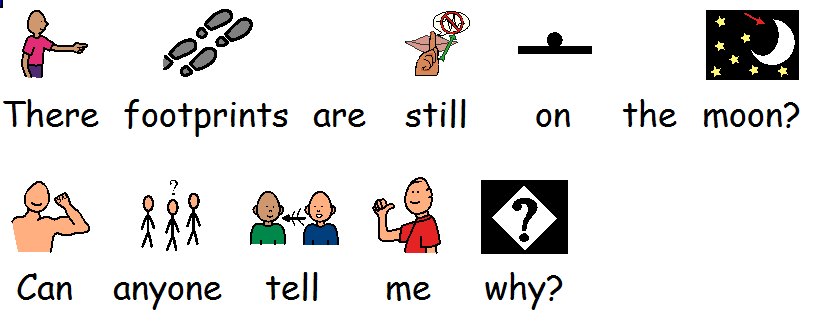 There footprints are still on the moon?
Can anyone tell me why?